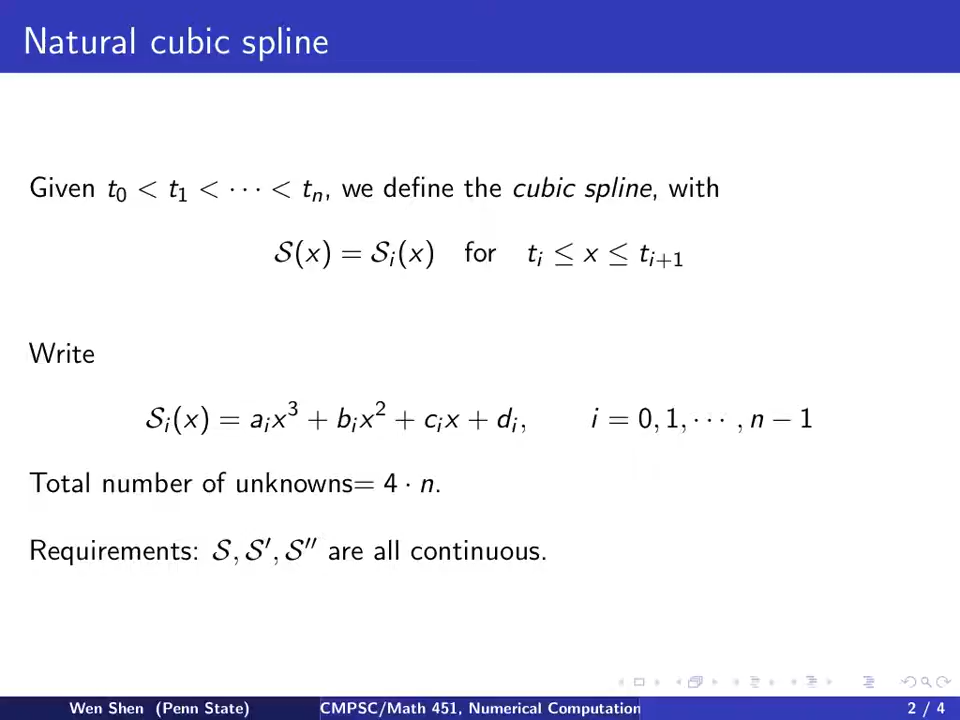 Natural cubic spline
Given t₀ < t₁ < ⋯ < tₙ, we define the cubic spline, with
𝒮(x) = 𝒮ᵢ(x) for tᵢ ≤ x ≤ tᵢ₊₁
Write
𝒮ᵢ(x) = aᵢx³ + bᵢx² + cᵢx + dᵢ, i = 0, 1, ⋯ , n − 1
Total number of unknowns= 4 · n.
Requirements: 𝒮, 𝒮′, 𝒮′′ are all continuous.
Wen Shen (Penn State) CMPSC/Math 451, Numerical Computation 2 / 4